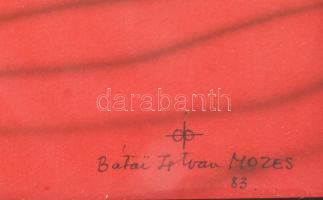 darabanth
Bátai István MOZES
83.